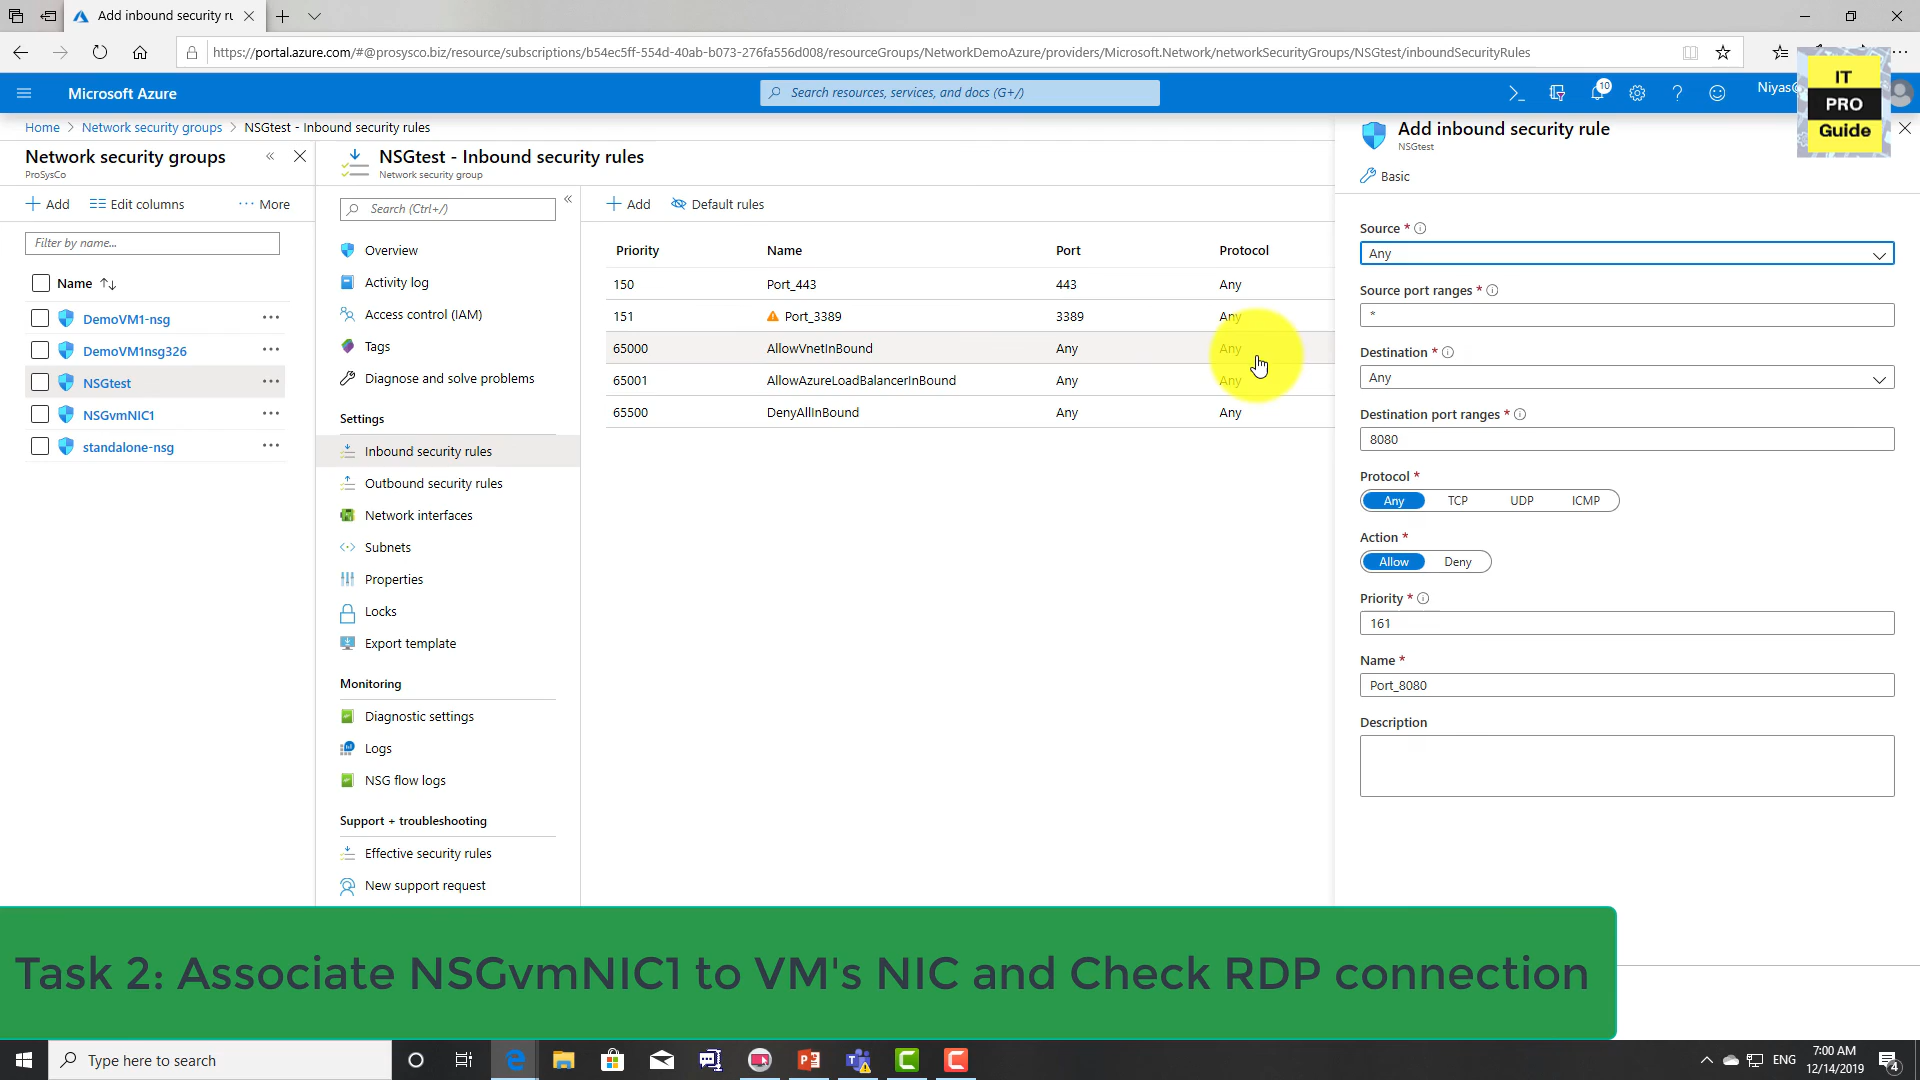 Add inbound security ru
https://portal.azure.com/#@prosysco.biz/resource/subscriptions/b54ec5ff-554d-40ab-b073-276fa556d008/resourceGroups/NetworkDemoAzure/providers/Microsoft.Network/networkSecurityGroups/NSGtest/inboundSecurityRules
Microsoft Azure
Search resources, services, and docs (G+/)
10
Niyas@
IT
PRO
Guide
Home > Network security groups > NSGtest - Inbound security rules
Network security groups
ProSysCo
Add
Edit columns
More
Filter by name...
Name
DemoVM1-nsg
DemoVM1nsg326
NSGtest
NSGvmNIC1
standalone-nsg
NSGtest - Inbound security rules
Network security group
Search (Ctrl+/)
Overview
Activity log
Access control (IAM)
Tags
Diagnose and solve problems
Settings
Inbound security rules
Outbound security rules
Network interfaces
Subnets
Properties
Locks
Export template
Monitoring
Diagnostic settings
Logs
NSG flow logs
Support + troubleshooting
Effective security rules
New support request
Add
Default rules
Priority Name Port Protocol
150 Port_443 443 Any
151 Port_3389 3389 Any
65000 AllowVnetInBound Any Any
65001 AllowAzureLoadBalancerInBound Any Any
65500 DenyAllInBound Any Any
Add inbound security rule
NSGtest
Basic
Source *
Any
Source port ranges *
*
Destination *
Any
Destination port ranges *
8080
Protocol *
Any TCP UDP ICMP
Action *
Allow Deny
Priority *
161
Name *
Port_8080
Description
Task 2: Associate NSGvmNIC1 to VM's NIC and Check RDP connection
Type here to search
ENG
7:00 AM
12/14/2019
4